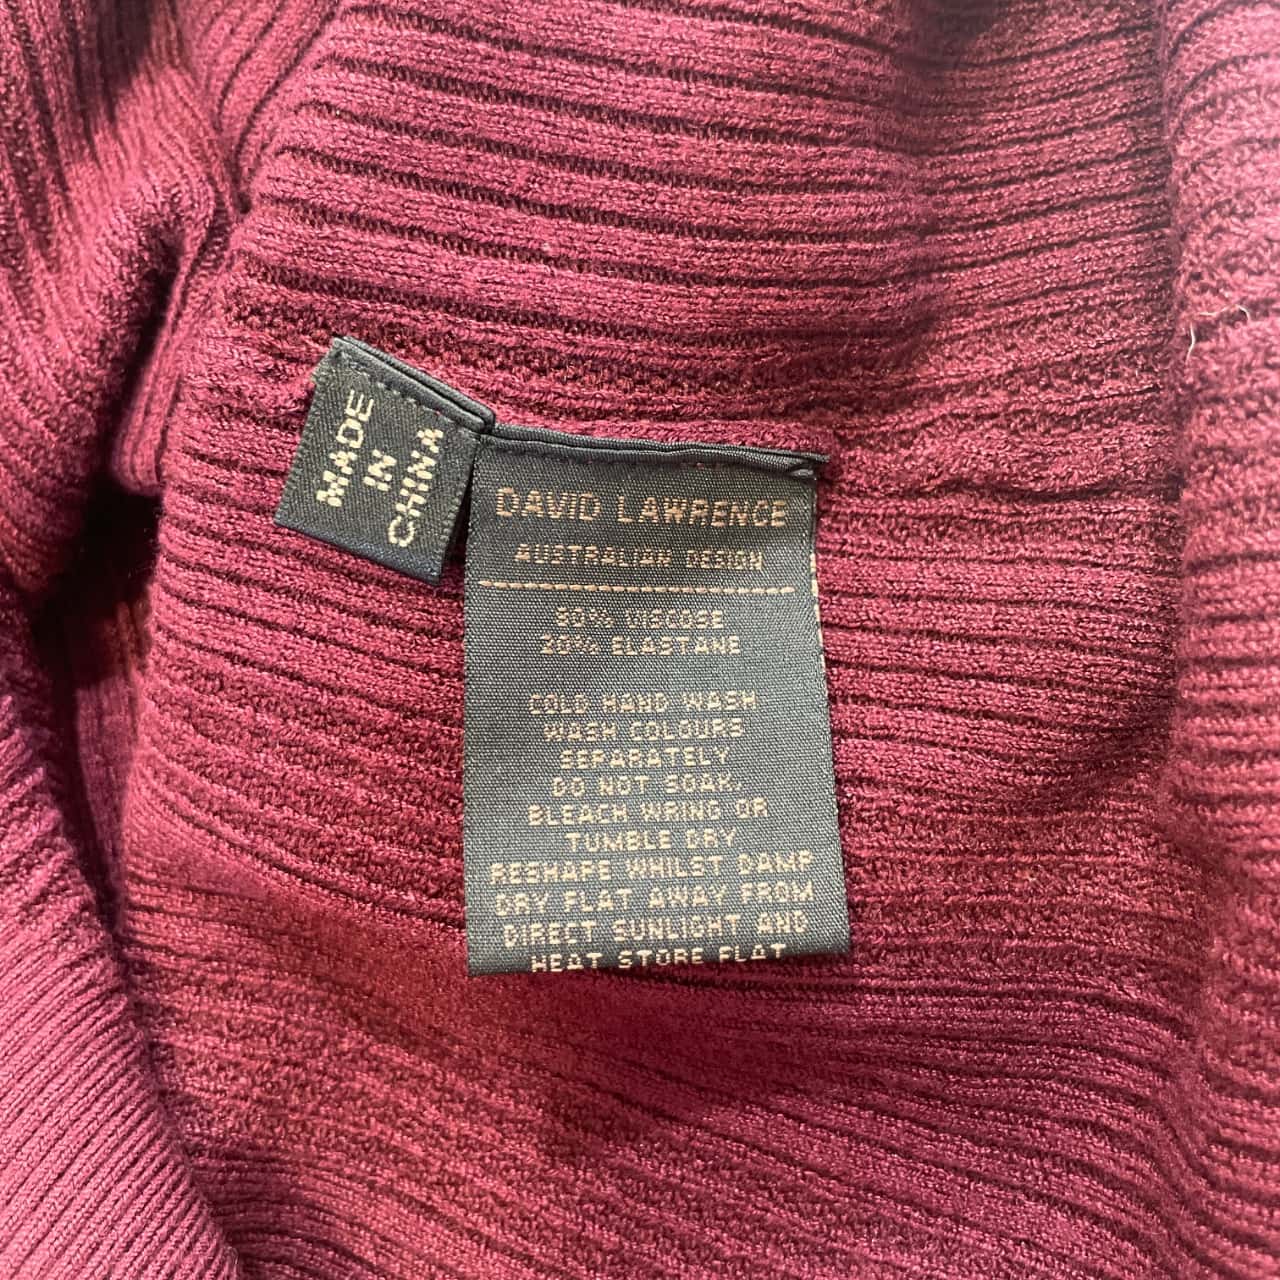 MADE
IN
CHINA
DAVID LAWRENCE
AUSTRALIAN DESIGN
80% VISCOSE
20% ELASTANE
COLD HAND WASH
WASH COLOURS
SEPARATELY
DO NOT SOAK,
BLEACH WRING OR
TUMBLE DRY
RESHAPE WHILST DAMP
DRY FLAT AWAY FROM
DIRECT SUNLIGHT AND
HEAT STORE FLAT